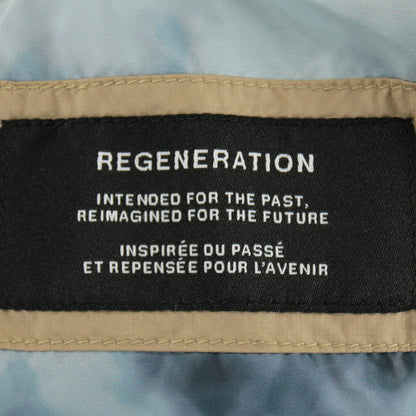 REGENERATION
INTENDED FOR THE PAST,
REIMAGINED FOR THE FUTURE
INSPIRÉE DU PASSÉ
ET REPENSÉE POUR L'AVENIR